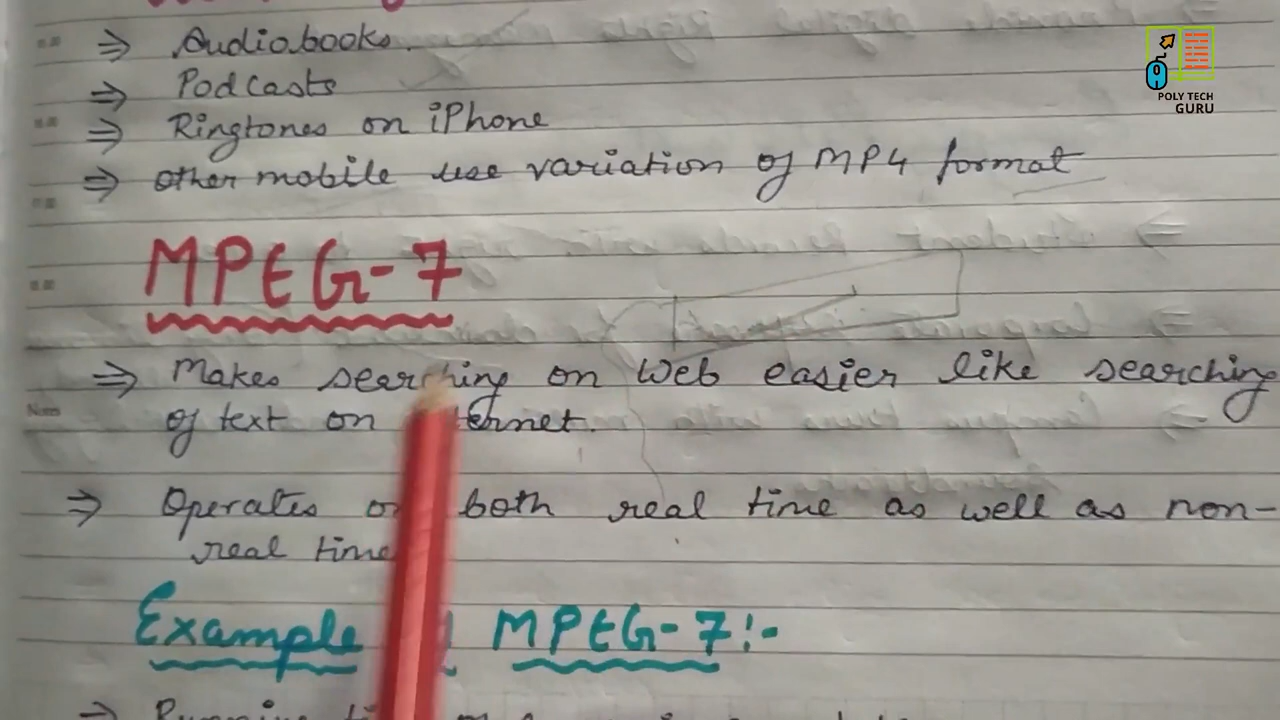 ⇒ Audiobooks.
⇒ Podcasts
⇒ Ringtones on iPhone
⇒ other mobile use variation of MP4 format
MPEG-7
⇒ Makes searching on Web easier like searching
of text on ternet.
⇒ Operates on both real time as well as non-
real time
Example MPEG-7:-
POLY TECH
GURU
Notes